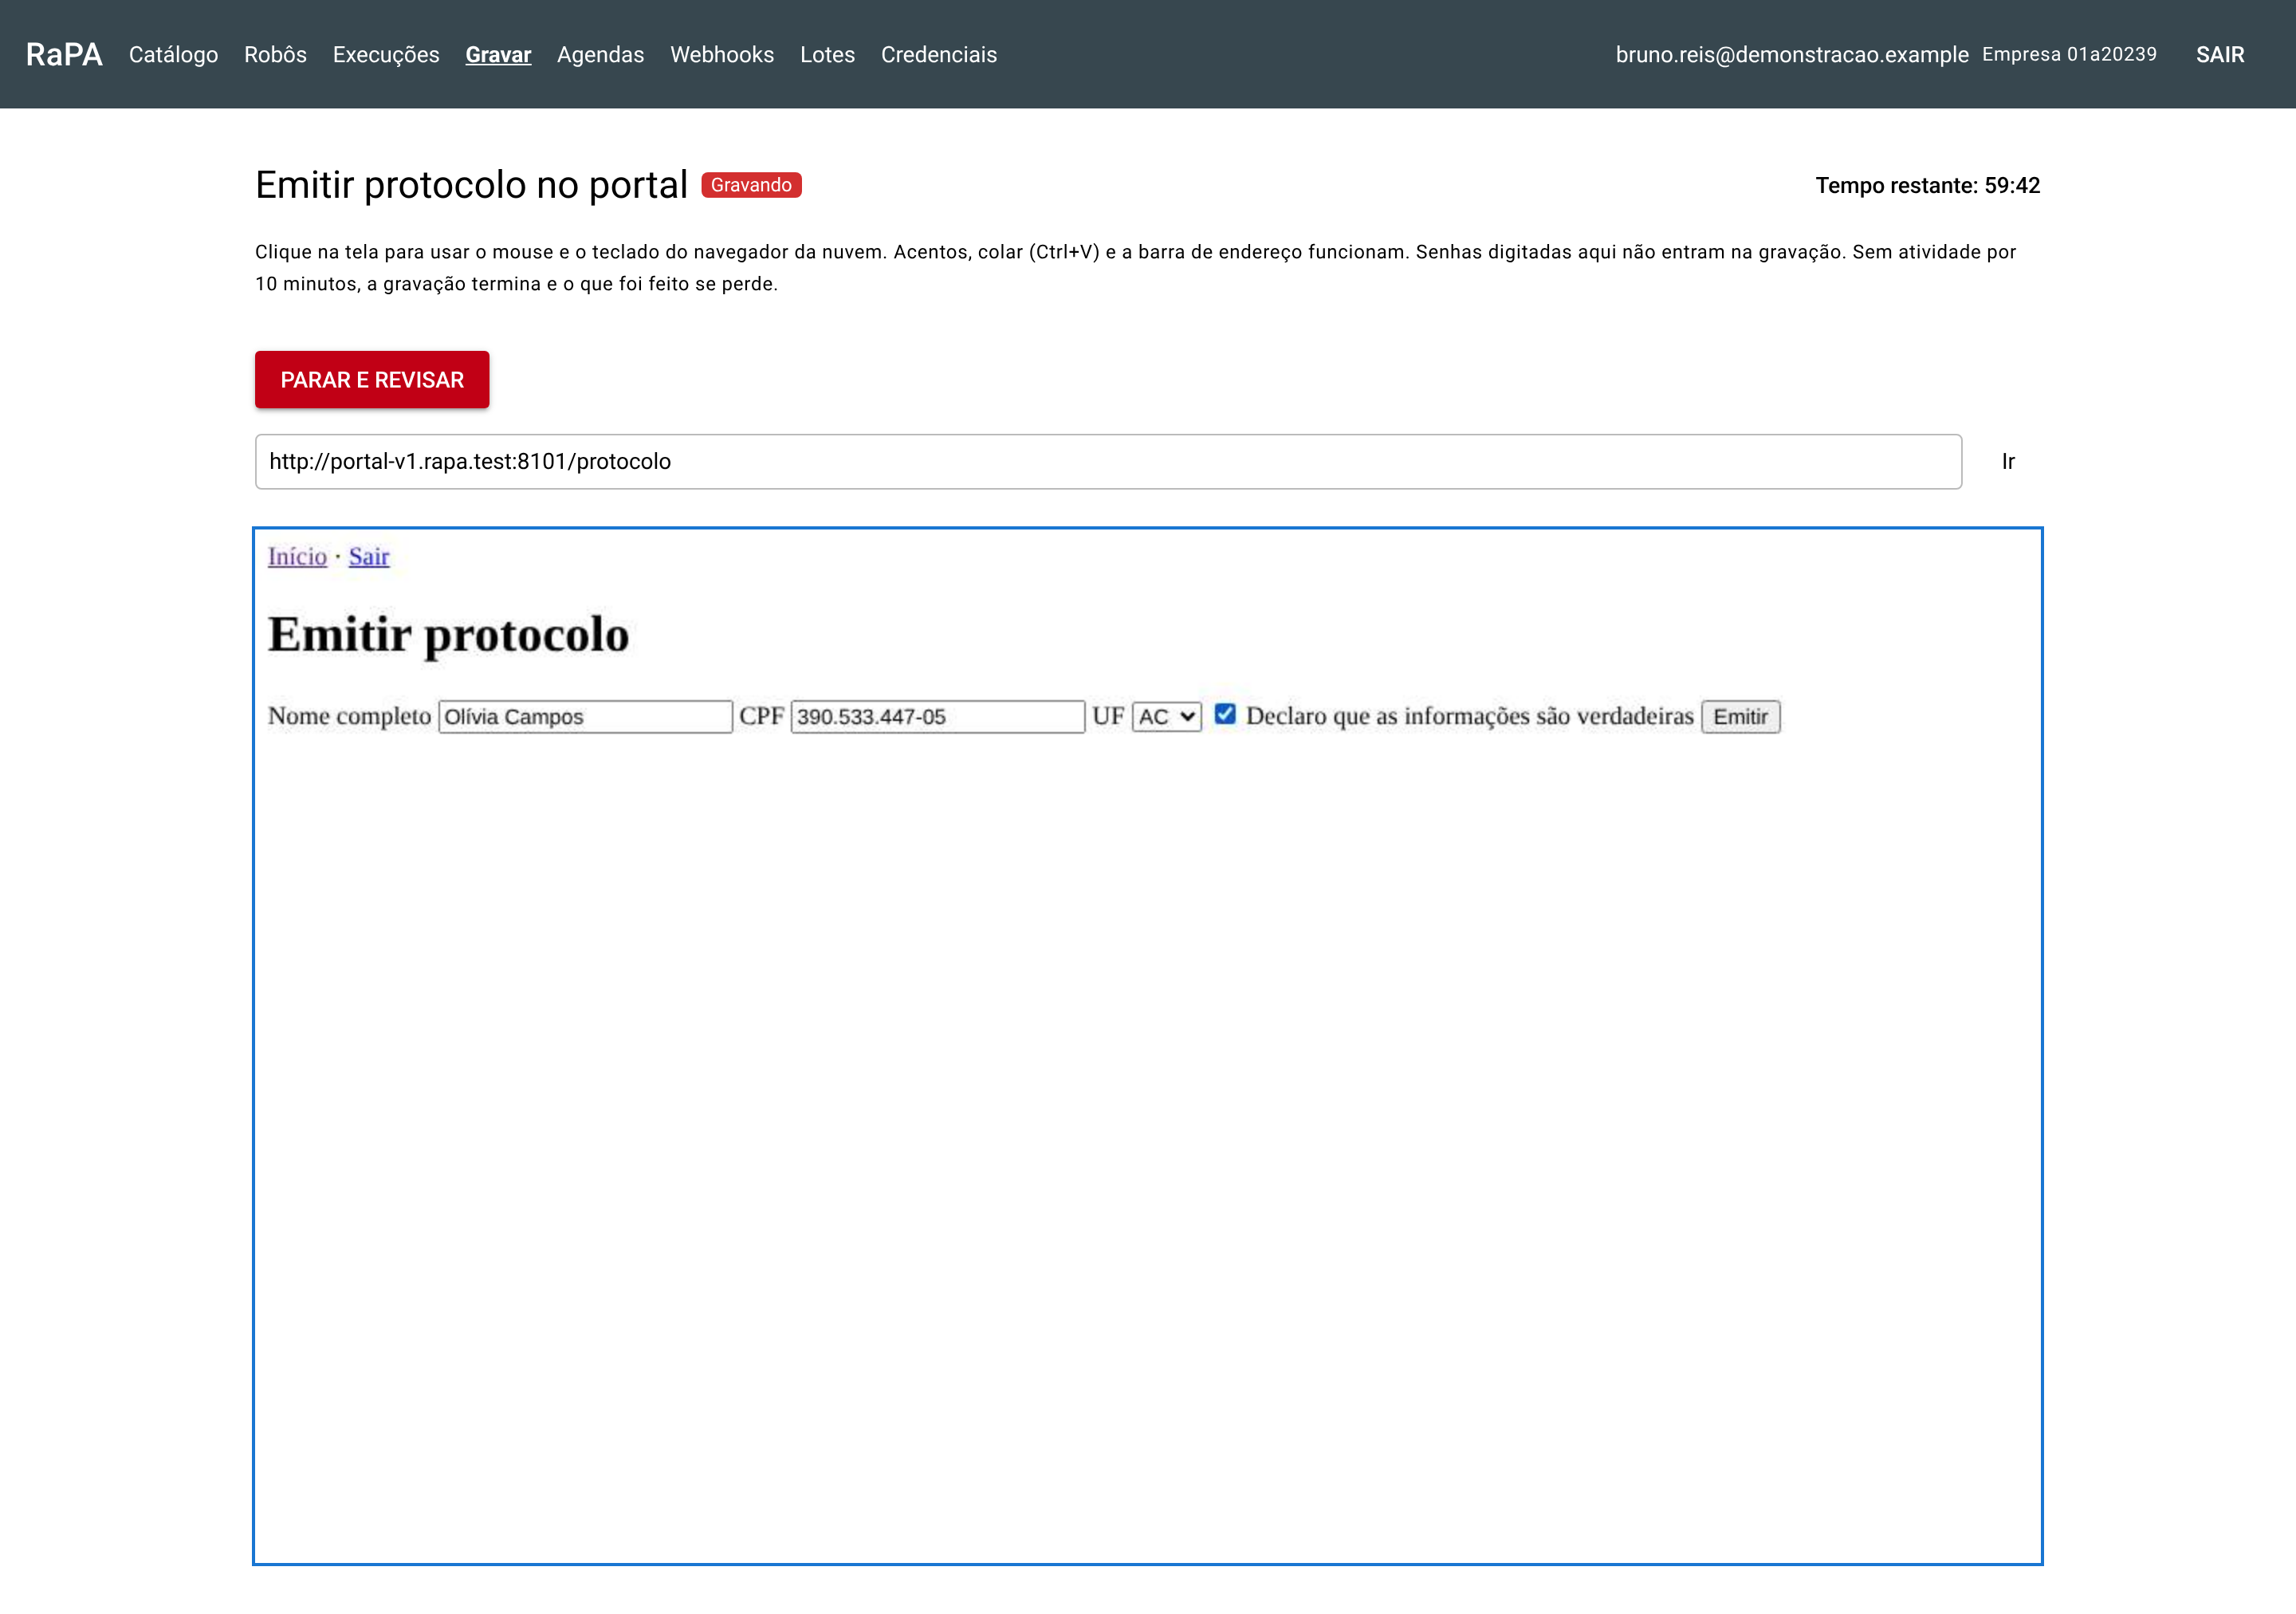 RaPA Catálogo Robôs Execuções Gravar Agendas Webhooks Lotes Credenciais bruno.reis@demonstracao.example Empresa 01a20239 SAIR
Emitir protocolo no portal Gravando Tempo restante: 59:42
Clique na tela para usar o mouse e o teclado do navegador da nuvem. Acentos, colar (Ctrl+V) e a barra de endereço funcionam. Senhas digitadas aqui não entram na gravação. Sem atividade por
10 minutos, a gravação termina e o que foi feito se perde.
PARAR E REVISAR
http://portal-v1.rapa.test:8101/protocolo Ir
Início · Sair
Emitir protocolo
Nome completo Olívia Campos CPF 390.533.447-05 UF AC Declaro que as informações são verdadeiras Emitir